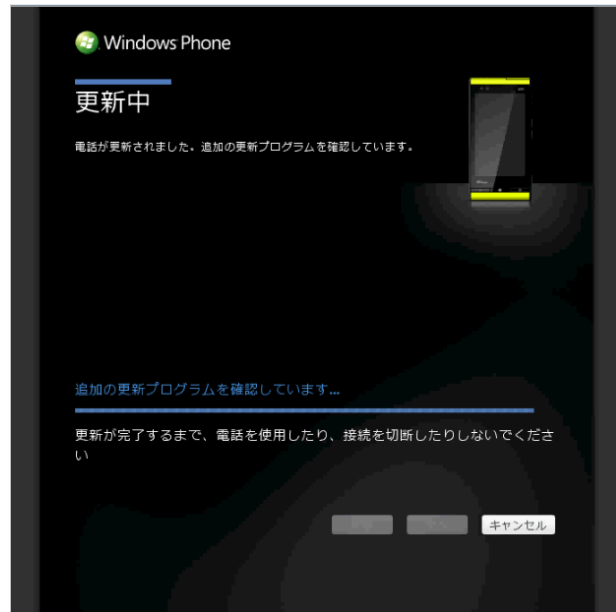 Windows Phone
更新中
電話が更新されました。追加の更新プログラムを確認しています。
追加の更新プログラムを確認しています...
更新が完了するまで、電話を使用したり、接続を切断したりしないでくださ
い
キャンセル